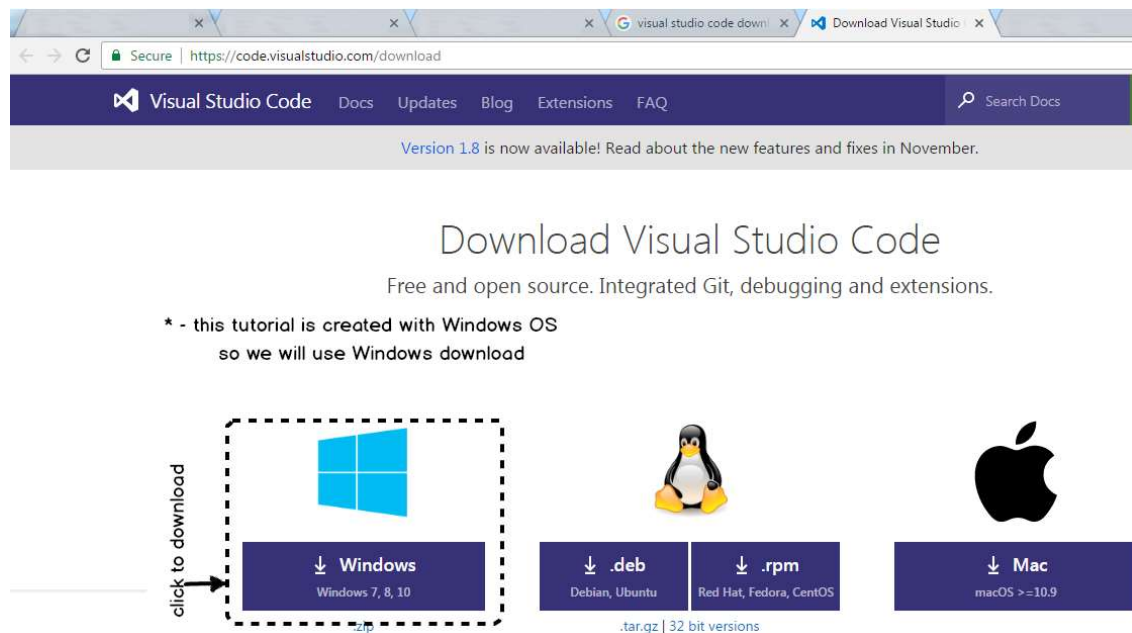 visual studio code down
Download Visual Studio
Secure | https://code.visualstudio.com/download
Visual Studio Code Docs Updates Blog Extensions FAQ Search Docs
Version 1.8 is now available! Read about the new features and fixes in November.
Download Visual Studio Code
Free and open source. Integrated Git, debugging and extensions.
* - this tutorial is created with Windows OS
so we will use Windows download
click to download
Windows
Windows 7, 8, 10
.zip
.deb
Debian, Ubuntu
.rpm
Red Hat, Fedora, CentOS
.tar.gz | 32 bit versions
Mac
macOS >=10.9